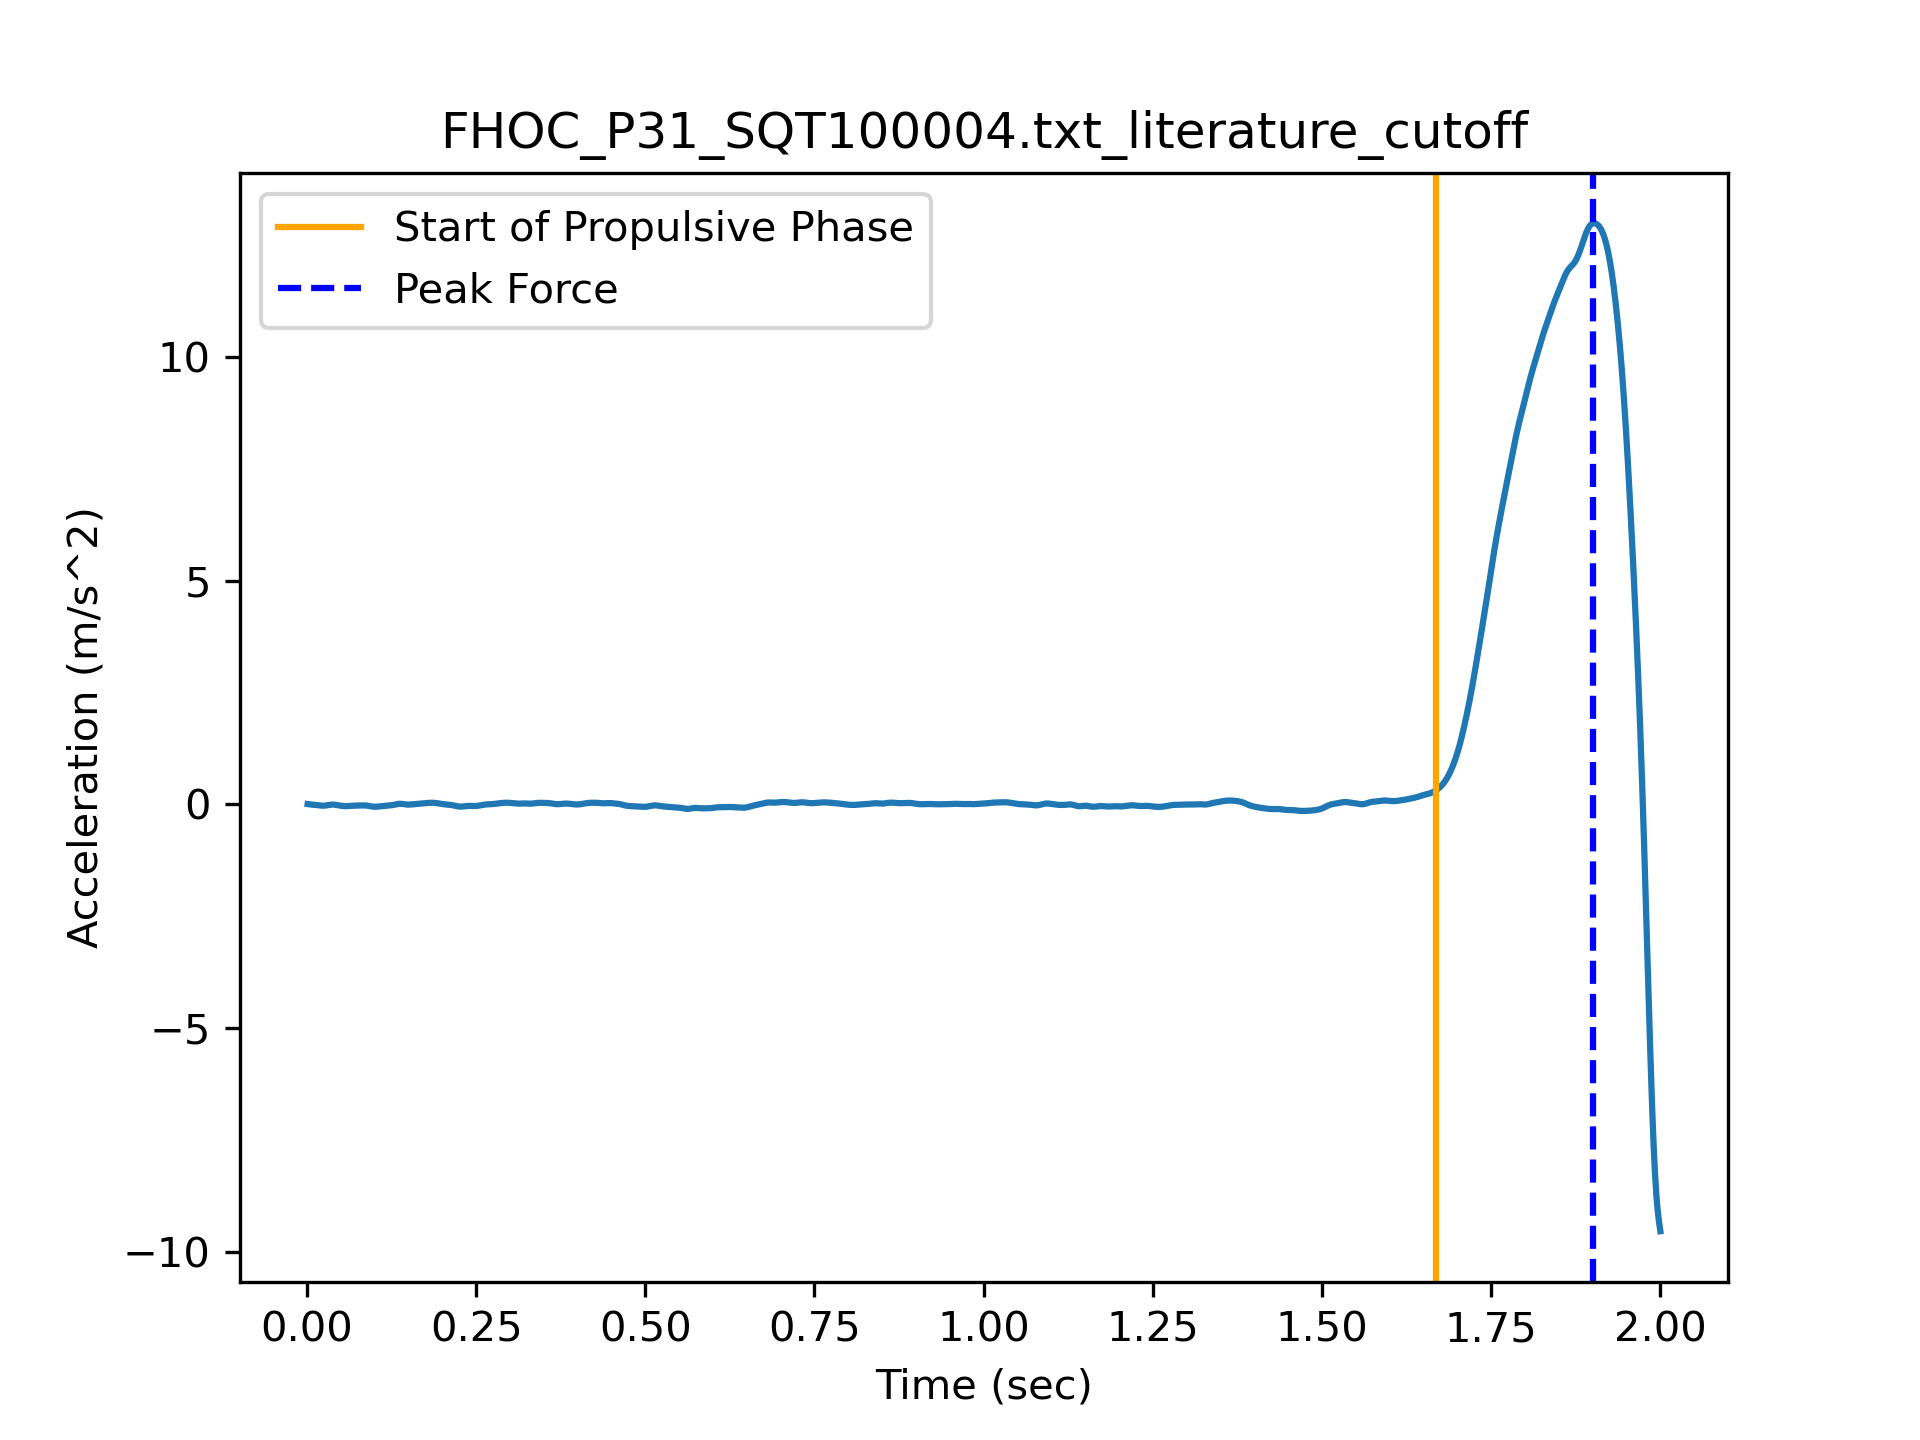 FHOC_P31_SQT100004.txt_literature_cutoff
Start of Propulsive Phase
Peak Force
10
5
0
−5
−10
Acceleration (m/s^2)
0.00 0.25 0.50 0.75 1.00 1.25 1.50 1.75 2.00
Time (sec)